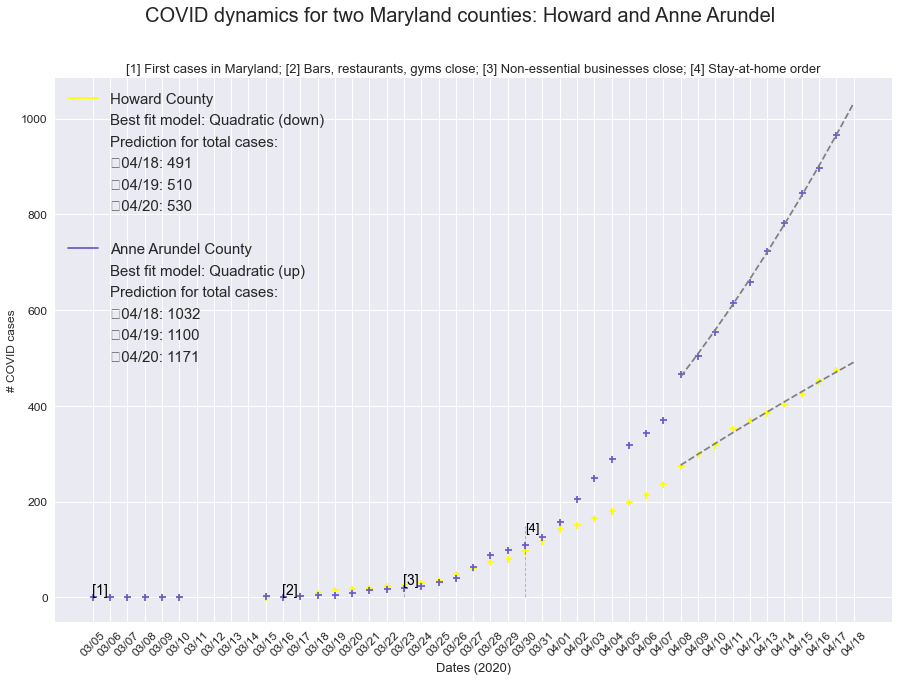 COVID dynamics for two Maryland counties: Howard and Anne Arundel
[1] First cases in Maryland; [2] Bars, restaurants, gyms close; [3] Non-essential businesses close; [4] Stay-at-home order
Howard County
Best fit model: Quadratic (down)
Prediction for total cases:
04/18: 491
04/19: 510
04/20: 530
Anne Arundel County
Best fit model: Quadratic (up)
Prediction for total cases:
04/18: 1032
04/19: 1100
04/20: 1171
# COVID cases
1000
800
600
400
200
0
[1]
[2]
[3]
[4]
03/05 03/06 03/07 03/08 03/09 03/10 03/11 03/12 03/13 03/14 03/15 03/16 03/17 03/18 03/19 03/20 03/21 03/22 03/23 03/24 03/25 03/26 03/27 03/28 03/29 03/30 03/31 04/01 04/02 04/03 04/04 04/05 04/06 04/07 04/08 04/09 04/10 04/11 04/12 04/13 04/14 04/15 04/16 04/17 04/18
Dates (2020)